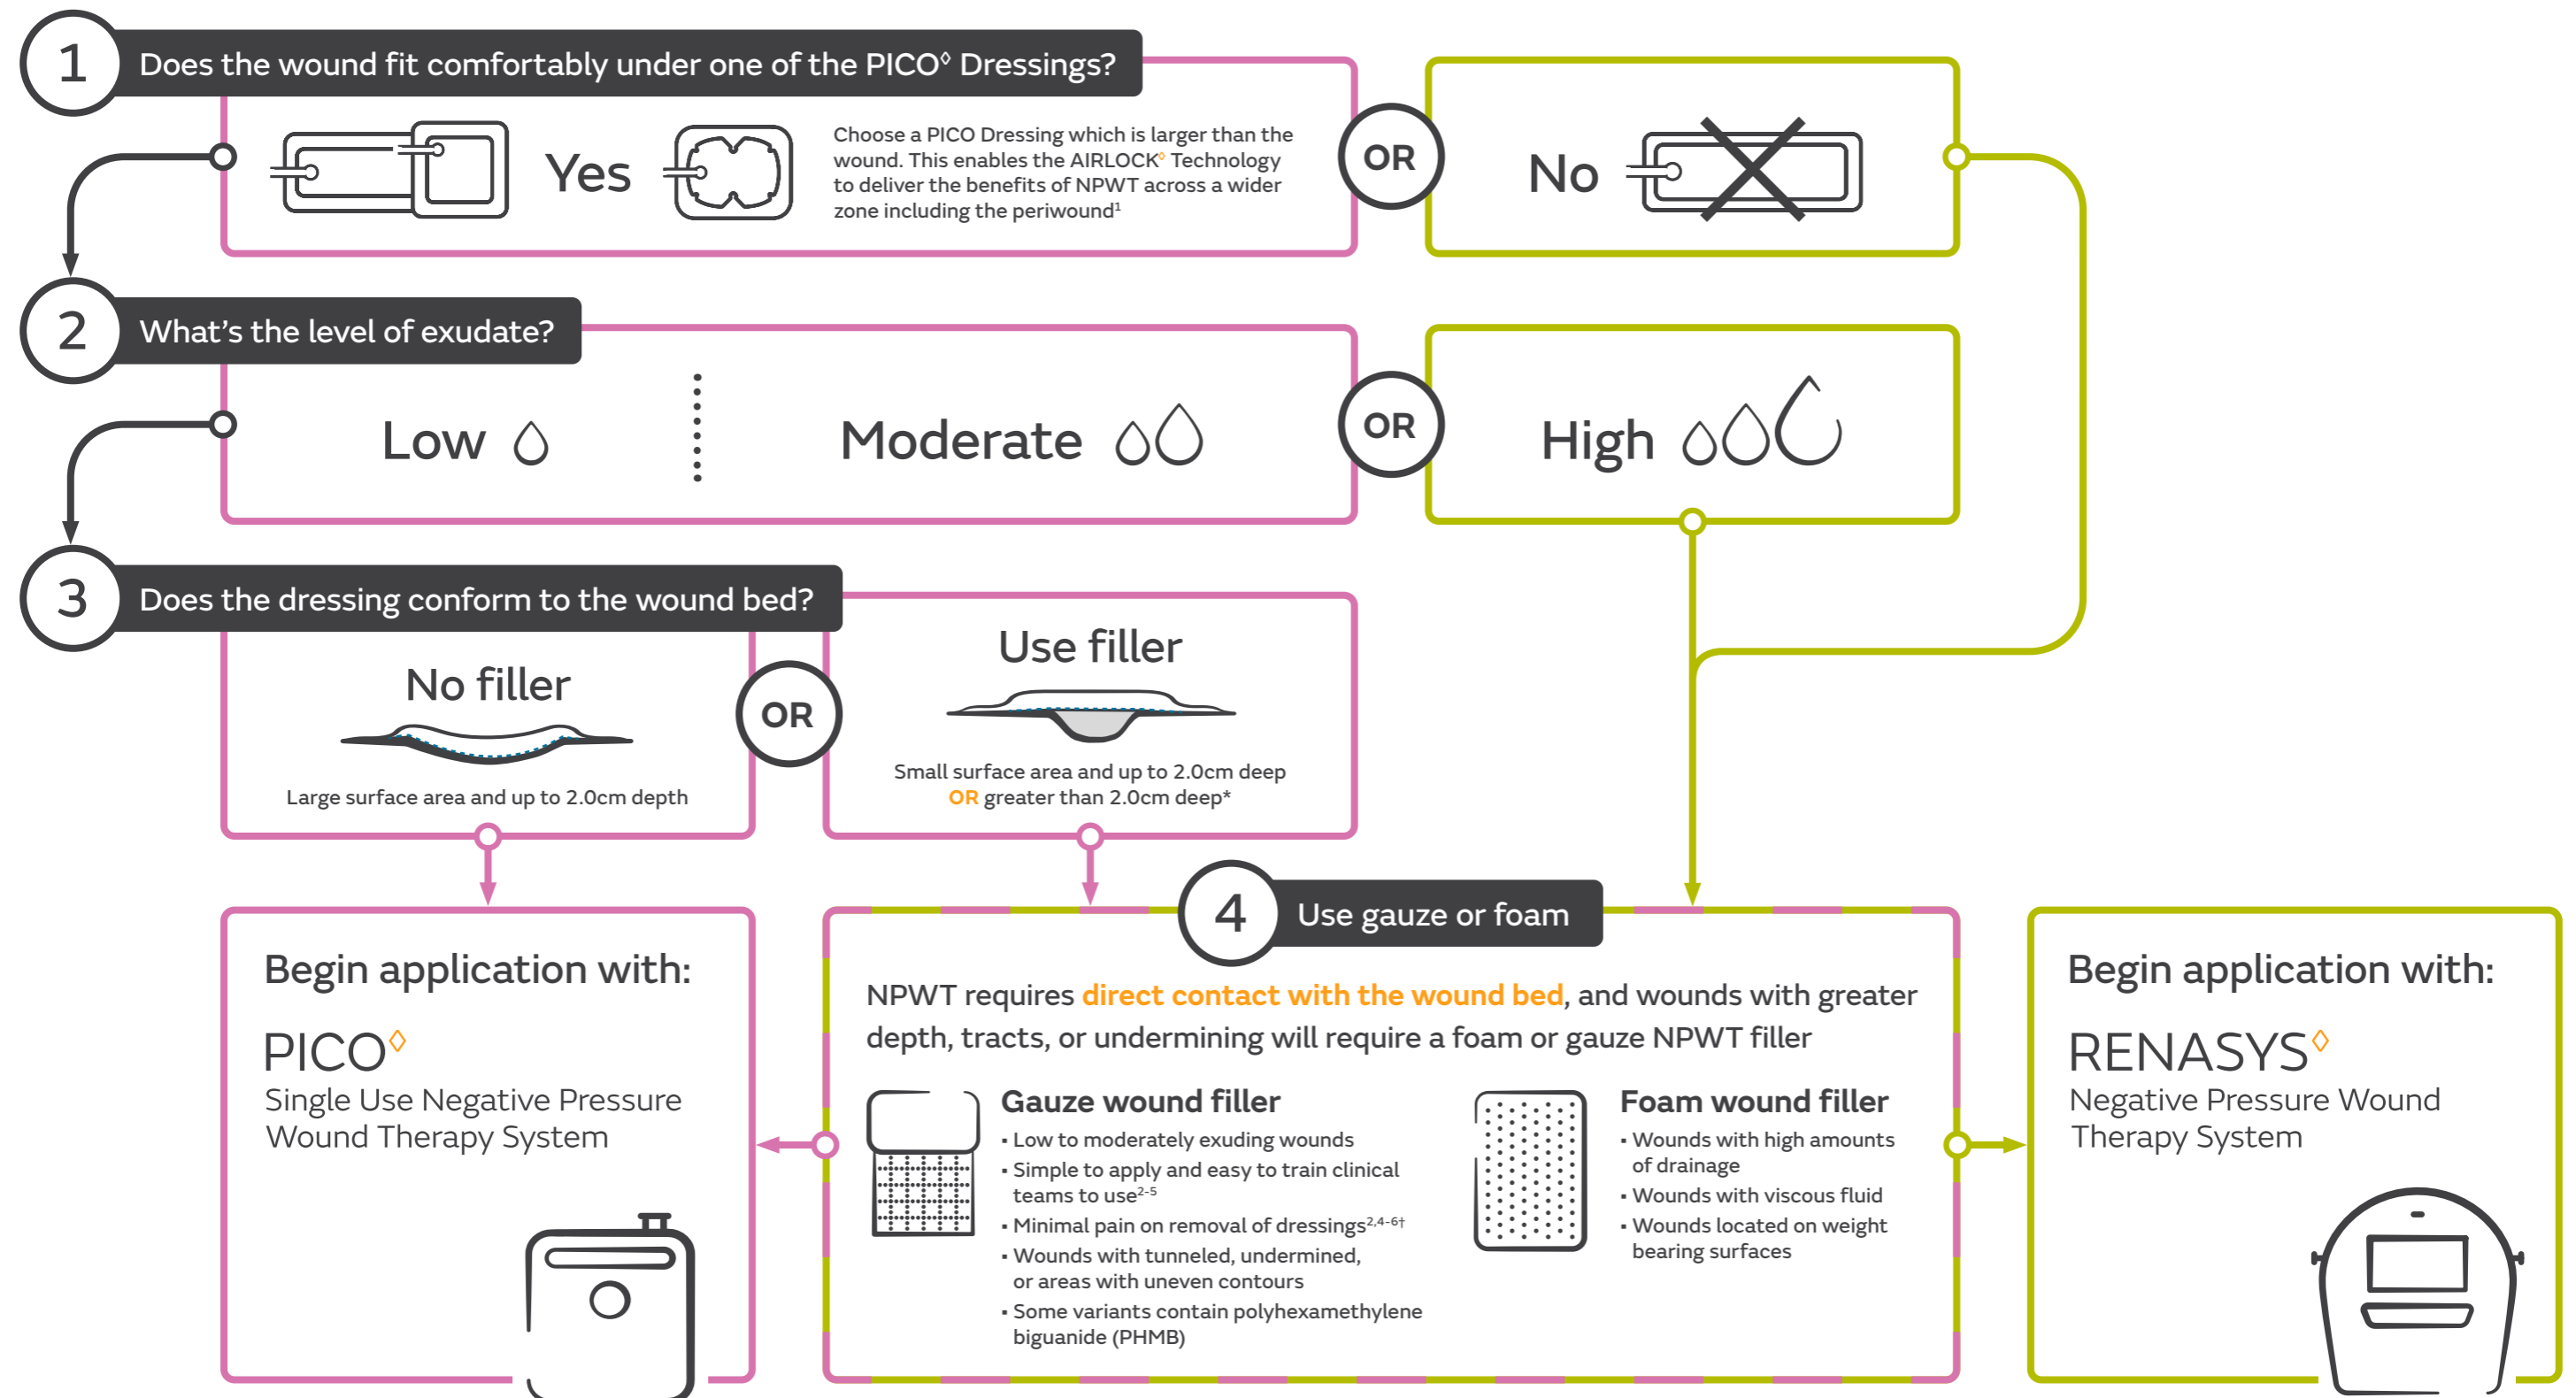 1
Does the wound fit comfortably under one of the PICO◊ Dressings?
Yes
Choose a PICO Dressing which is larger than the
wound. This enables the AIRLOCK◊ Technology
to deliver the benefits of NPWT across a wider
zone including the periwound¹
OR
No
2
What’s the level of exudate?
Low
Moderate
OR
High
3
Does the dressing conform to the wound bed?
No filler
Large surface area and up to 2.0cm depth
OR
Use filler
Small surface area and up to 2.0cm deep
OR greater than 2.0cm deep*
Begin application with:
PICO◊
Single Use Negative Pressure
Wound Therapy System
4
Use gauze or foam
NPWT requires direct contact with the wound bed, and wounds with greater
depth, tracts, or undermining will require a foam or gauze NPWT filler
Gauze wound filler
▪ Low to moderately exuding wounds
▪ Simple to apply and easy to train clinical
teams to use²⁻⁵
▪ Minimal pain on removal of dressings²,⁴⁻⁶†
▪ Wounds with tunneled, undermined,
or areas with uneven contours
▪ Some variants contain polyhexamethylene
biguanide (PHMB)
Foam wound filler
▪ Wounds with high amounts
of drainage
▪ Wounds with viscous fluid
▪ Wounds located on weight
bearing surfaces
Begin application with:
RENASYS◊
Negative Pressure Wound
Therapy System